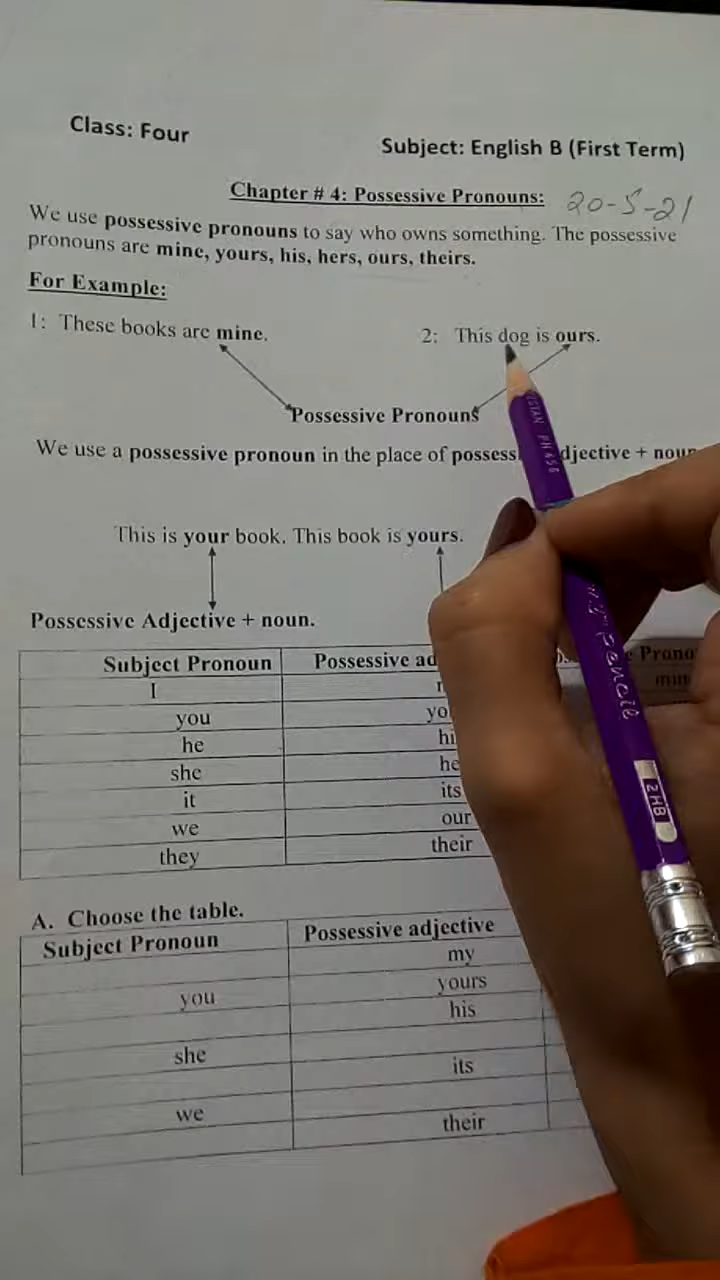 Class: Four
Subject: English B (First Term)
Chapter # 4: Possessive Pronouns: 20-5-21
We use possessive pronouns to say who owns something. The possessive
pronouns are mine, yours, his, hers, ours, theirs.
For Example:
1: These books are mine. 2: This dog is ours.
Possessive Pronouns
We use a possessive pronoun in the place of possess djective + noun
This is your book. This book is yours.
Possessive Adjective + noun.
Subject Pronoun Possessive ad e Prono
I
you yo
he hi
she he
it its
we our
they their
A. Choose the table.
Subject Pronoun Possessive adjective
my
you yours
his
she
its
we
their
pencil
2HB